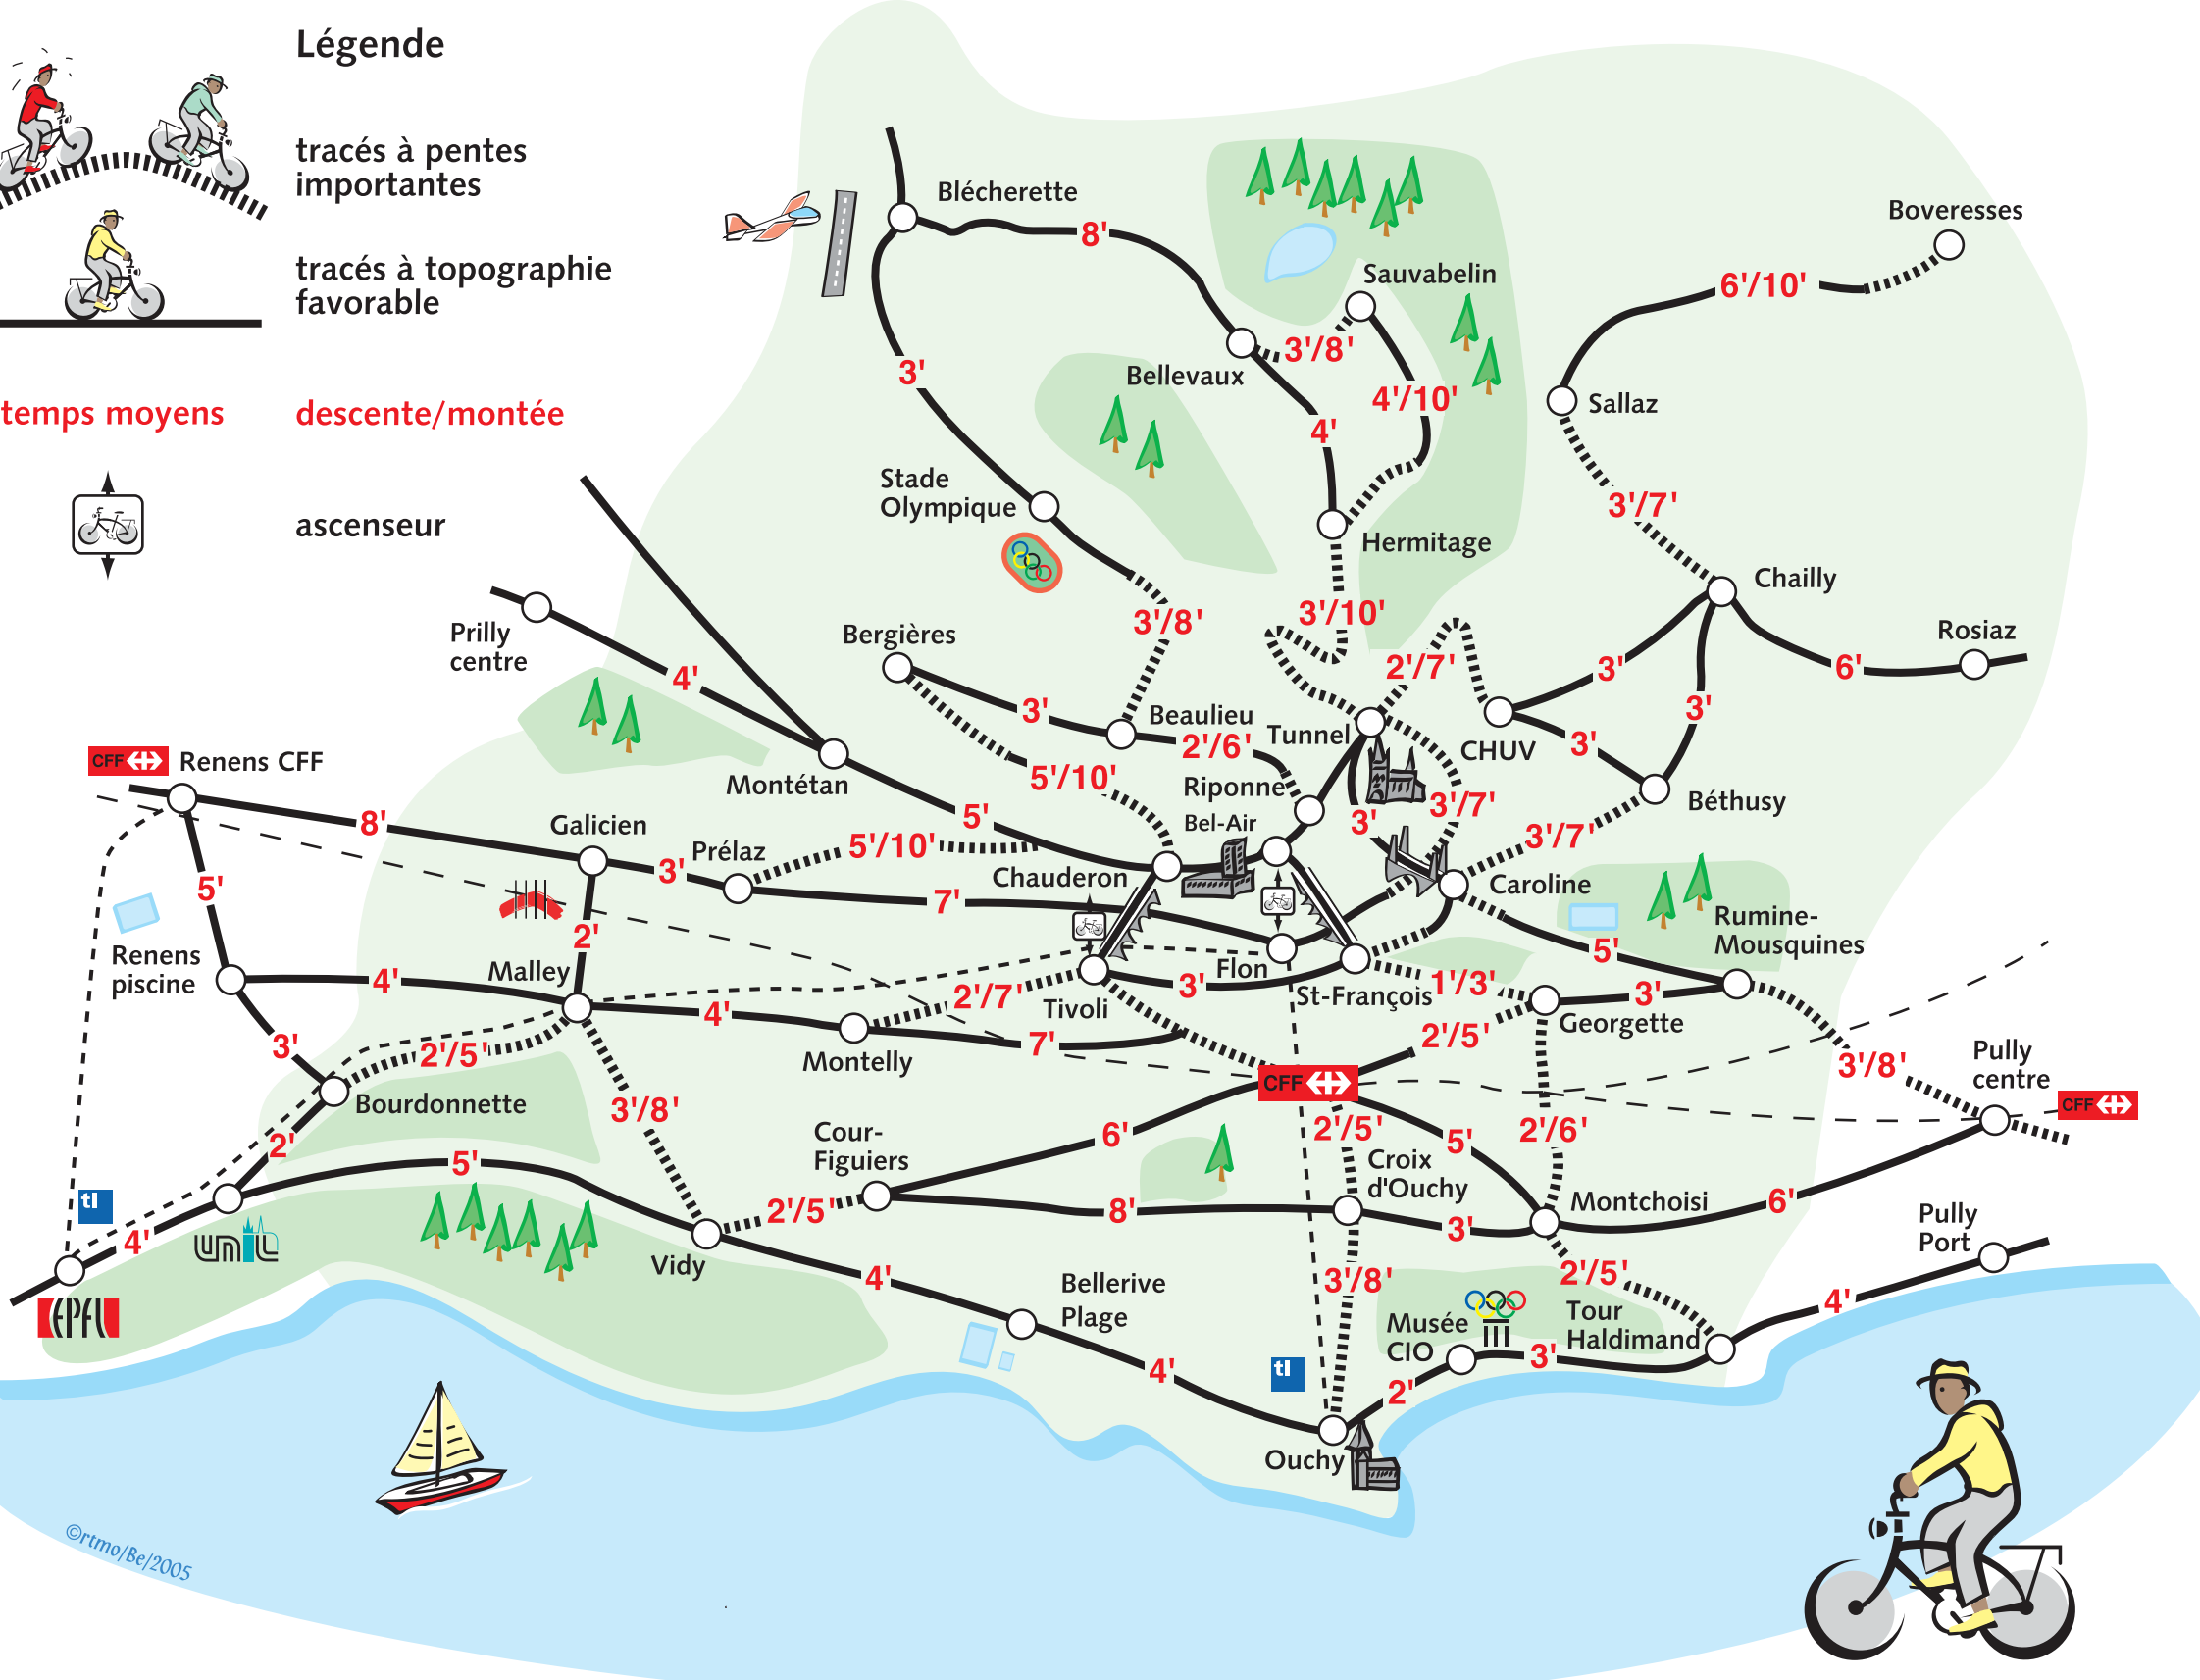 Légende
tracés à pentes
importantes
tracés à topographie
favorable
temps moyens
descente/montée
ascenseur
Blécherette
8'
Boveresses
6'/10'
Sauvabelin
3'/8'
Bellevaux
4'/10'
3'
4'
Sallaz
Stade
Olympique
3'/7'
Hermitage
Chailly
3'/10'
3'/8'
Prilly
centre
Bergières
Rosiaz
4'
2'/7'
3'
6'
3'
3'
Beaulieu
2'/6'
Tunnel
CHUV
3'
CFF
Renens CFF
Montétan
5'/10'
Riponne
Béthusy
3'/7'
8'
Galicien
5'
Bel-Air
3'
3'/7'
Prélaz
5'/10'
3'
Chauderon
Caroline
5'
7'
Rumine-
Mousquines
2'
5'
Renens
piscine
4'
Malley
Flon
2'/7'
3'
St-François
1'/3'
3'
Tivoli
4'
Georgette
3'
2'/5'
Montelly
7'
2'/5'
3'/8'
Pully
centre
CFF
CFF
Bourdonnette
3'/8'
2'
Cour-
Figuiers
6'
2'/5'
5'
2'/6'
Croix
d'Ouchy
5'
tl
2'/5'
8'
3'
Montchoisi
6'
4'
unil
Vidy
Pully
Port
4'
Bellerive
Plage
3'/8'
2'/5'
EPFL
Musée
CIO
Tour
Haldimand
4'
4'
tl
3'
2'
Ouchy
©rtmo/Be/2005